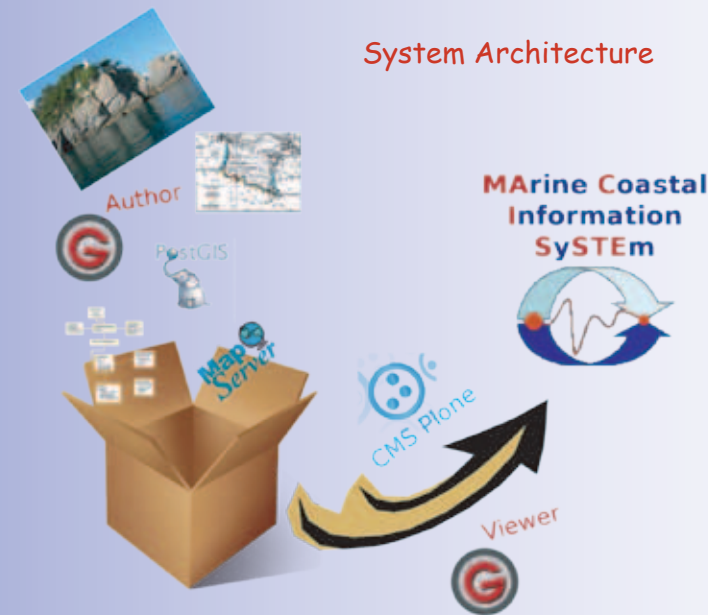 System Architecture
Author
G
PostGIS
MArine Coastal
Information
SySTEm
Map
Server
CMS Plone
Viewer
G